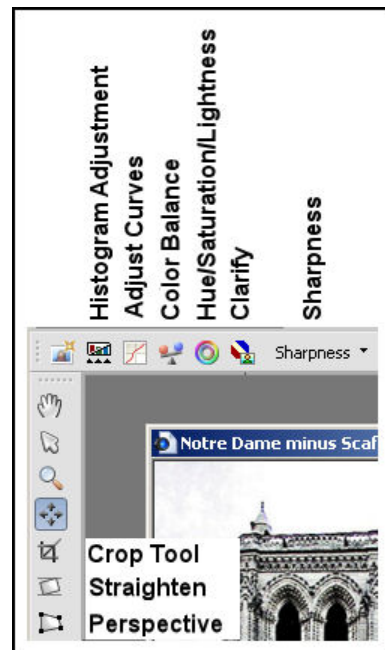 Histogram Adjustment
Adjust Curves
Color Balance
Hue/Saturation/Lightness
Clarify
Sharpness
Sharpness
Notre Dame minus Scaf
Crop Tool
Straighten
Perspective